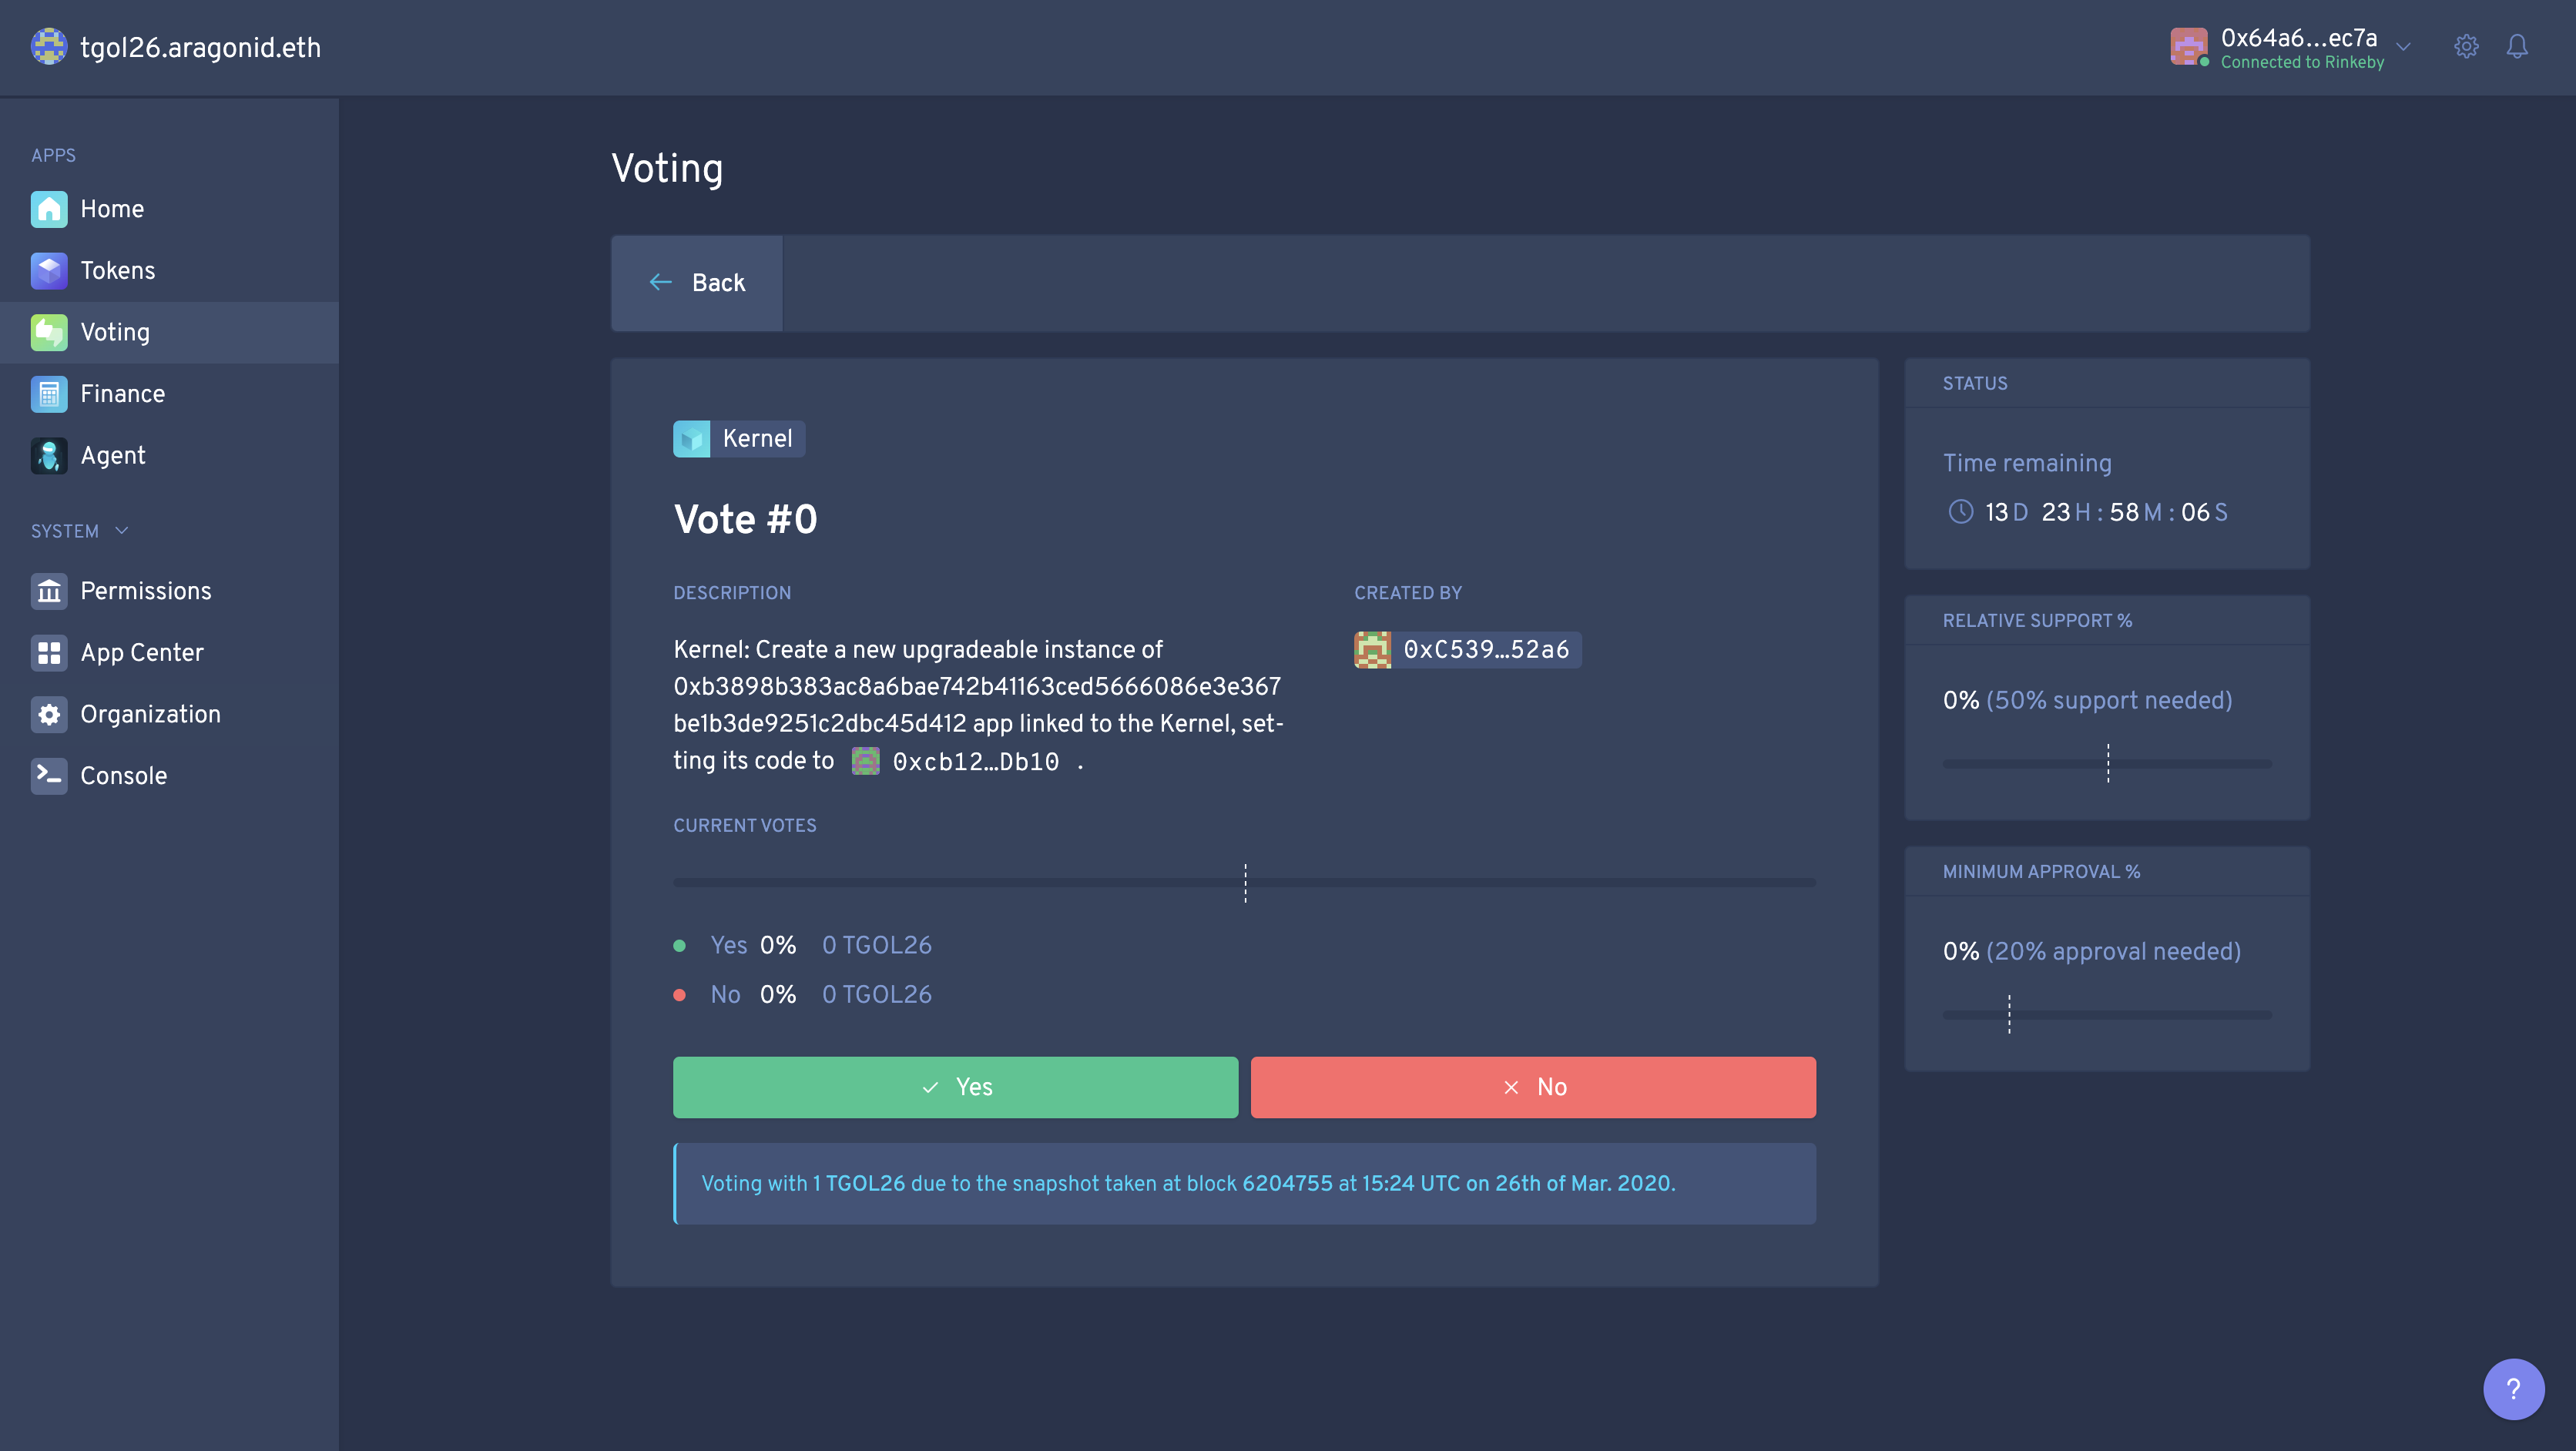 tgol26.aragonid.eth
0x64a6…ec7a
Connected to Rinkeby
APPS
Home
Tokens
Voting
Finance
Agent
SYSTEM
Permissions
App Center
Organization
Console
Voting
Back
Kernel
Vote #0
DESCRIPTION
Kernel: Create a new upgradeable instance of
0xb3898b383ac8a6bae742b41163ced5666086e3e367
be1b3de9251c2dbc45d412 app linked to the Kernel, set-
ting its code to 0xcb12…Db10 .
CREATED BY
0xC539…52a6
CURRENT VOTES
Yes 0% 0 TGOL26
No 0% 0 TGOL26
Yes
No
Voting with 1 TGOL26 due to the snapshot taken at block 6204755 at 15:24 UTC on 26th of Mar. 2020.
STATUS
Time remaining
13 D 23 H : 58 M : 06 S
RELATIVE SUPPORT %
0% (50% support needed)
MINIMUM APPROVAL %
0% (20% approval needed)
?